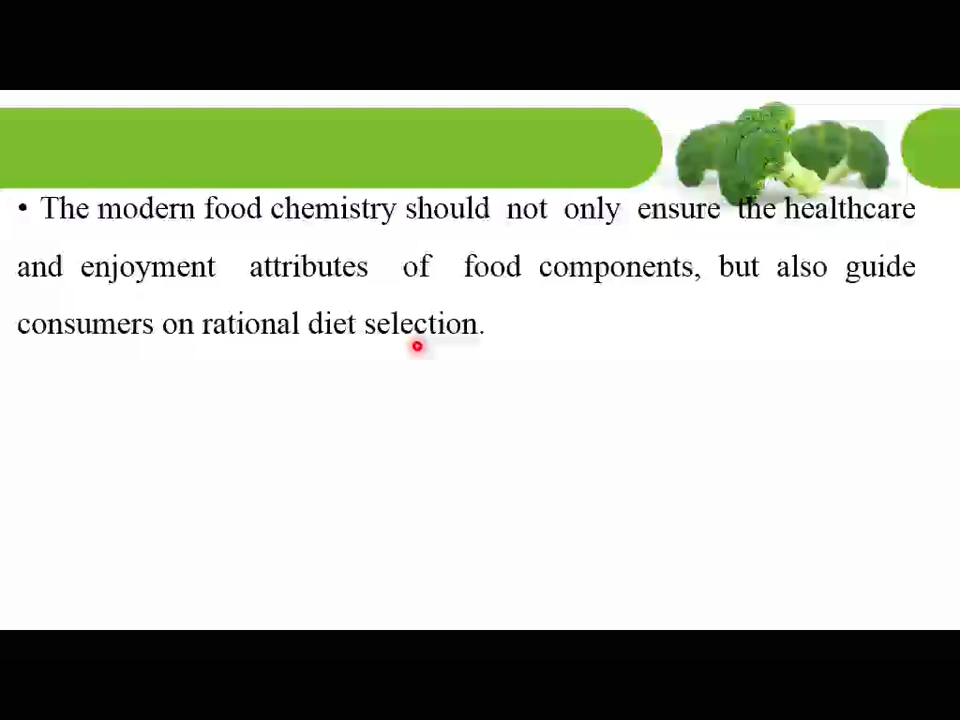 • The modern food chemistry should not only ensure the healthcare
and enjoyment attributes of food components, but also guide
consumers on rational diet selection.